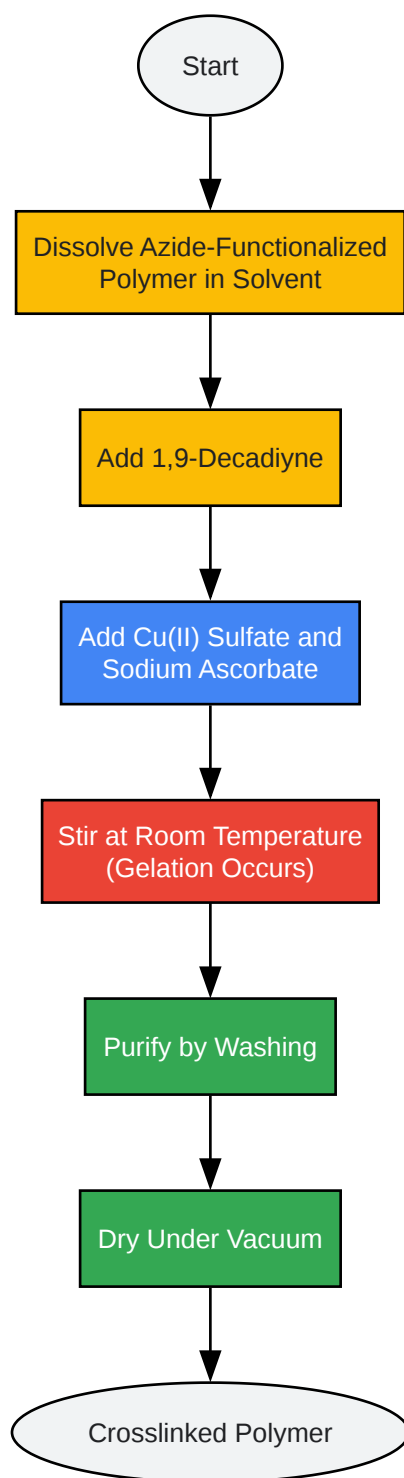 Start
Dissolve Azide-Functionalized
Polymer in Solvent
Add 1,9-Decadiyne
Add Cu(II) Sulfate and
Sodium Ascorbate
Stir at Room Temperature
(Gelation Occurs)
Purify by Washing
Dry Under Vacuum
Crosslinked Polymer